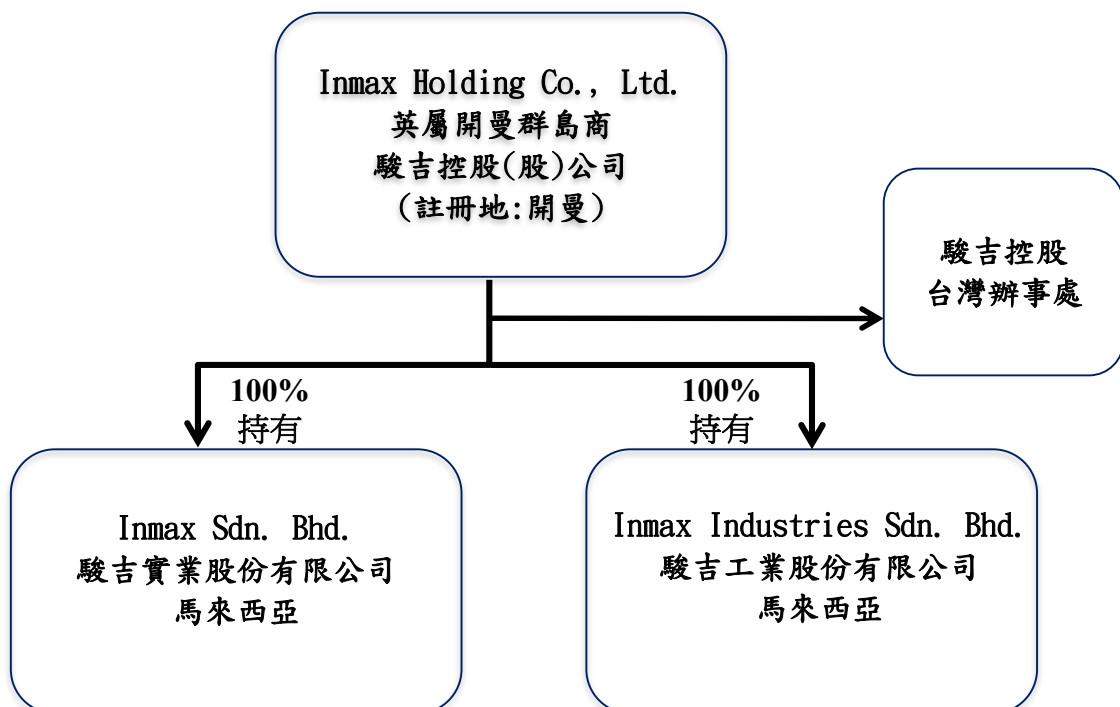 Inmax Holding Co., Ltd.
英屬開曼群島商
駿吉控股(股)公司
(註冊地:開曼)
駿吉控股
台灣辦事處
100%
持有
100%
持有
Inmax Sdn. Bhd.
駿吉實業股份有限公司
馬來西亞
Inmax Industries Sdn. Bhd.
駿吉工業股份有限公司
馬來西亞